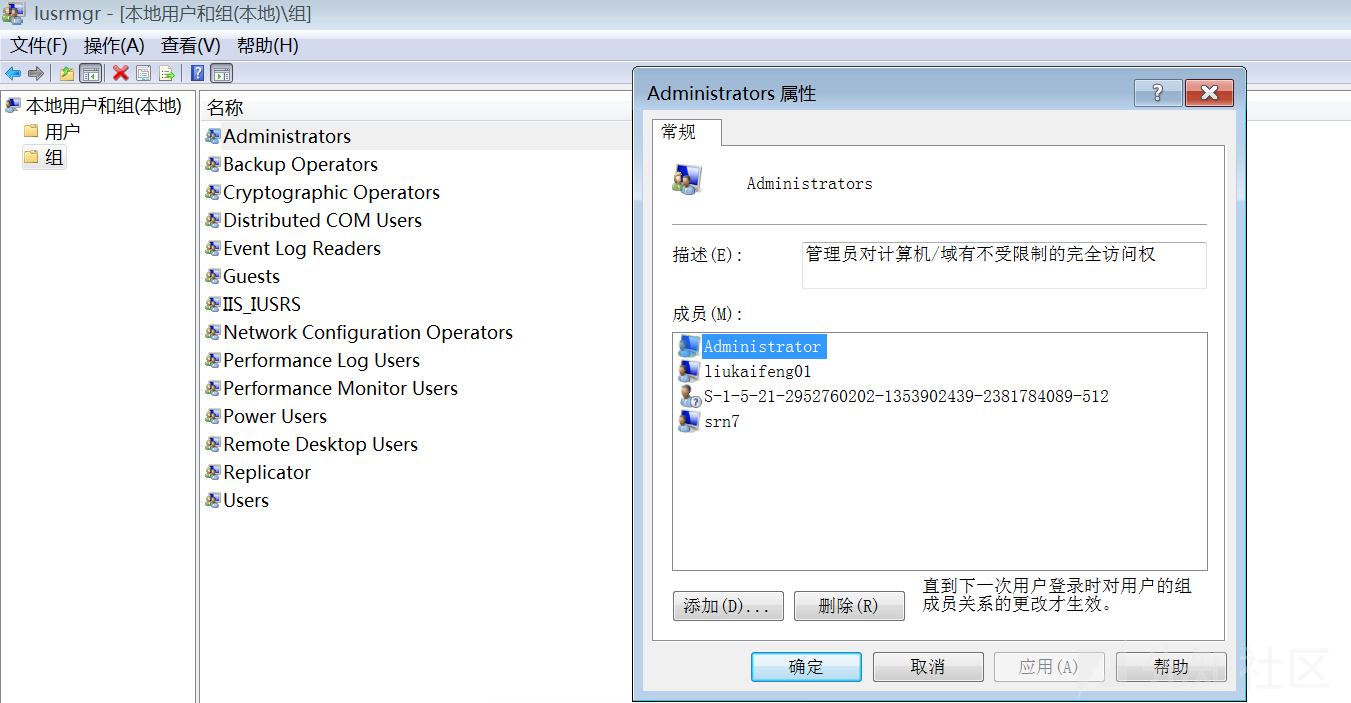 lusrmgr - [本地用户和组(本地)\组]
文件(F) 操作(A) 查看(V) 帮助(H)
本地用户和组(本地)
用户
组
名称
Administrators
Backup Operators
Cryptographic Operators
Distributed COM Users
Event Log Readers
Guests
IIS_IUSRS
Network Configuration Operators
Performance Log Users
Performance Monitor Users
Power Users
Remote Desktop Users
Replicator
Users
Administrators 属性
常规
Administrators
描述(E):
管理员对计算机/域有不受限制的完全访问权
成员(M):
Administrator
liukaifeng01
S-1-5-21-2952760202-1353902439-2381784089-512
srn7
添加(D)... 删除(R)
直到下一次用户登录时对用户的组
成员关系的更改才生效。
确定 取消 应用(A) 帮助
社区